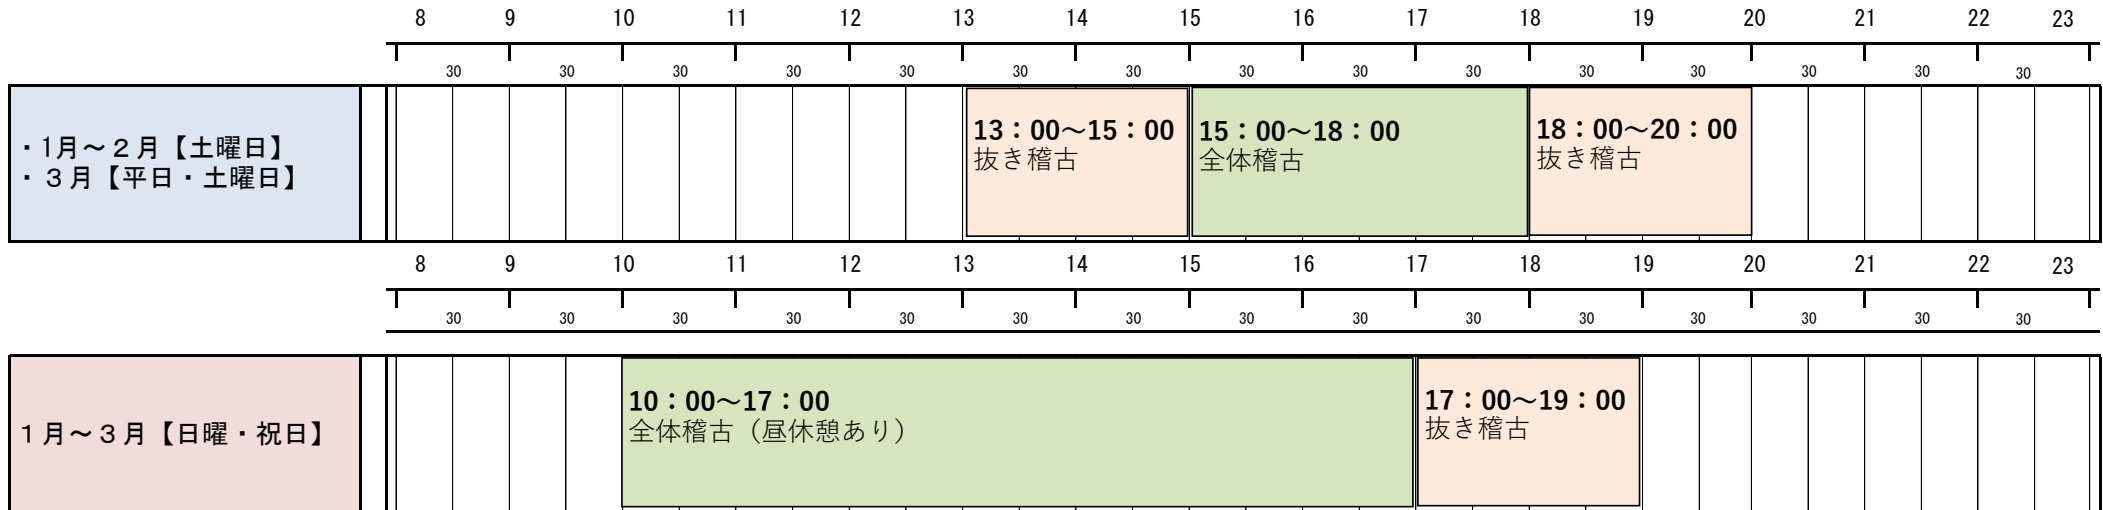 8 9 10 11 12 13 14 15 16 17 18 19 20 21 22 23
30 30 30 30 30 30 30 30 30 30 30 30 30 30 30
・1月～２月【土曜日】
・３月【平日・土曜日】
13：00～15：00
抜き稽古
15：00～18：00
全体稽古
18：00～20：00
抜き稽古
8 9 10 11 12 13 14 15 16 17 18 19 20 21 22 23
30 30 30 30 30 30 30 30 30 30 30 30 30 30 30
１月～３月【日曜・祝日】
10：00～17：00
全体稽古（昼休憩あり）
17：00～19：00
抜き稽古